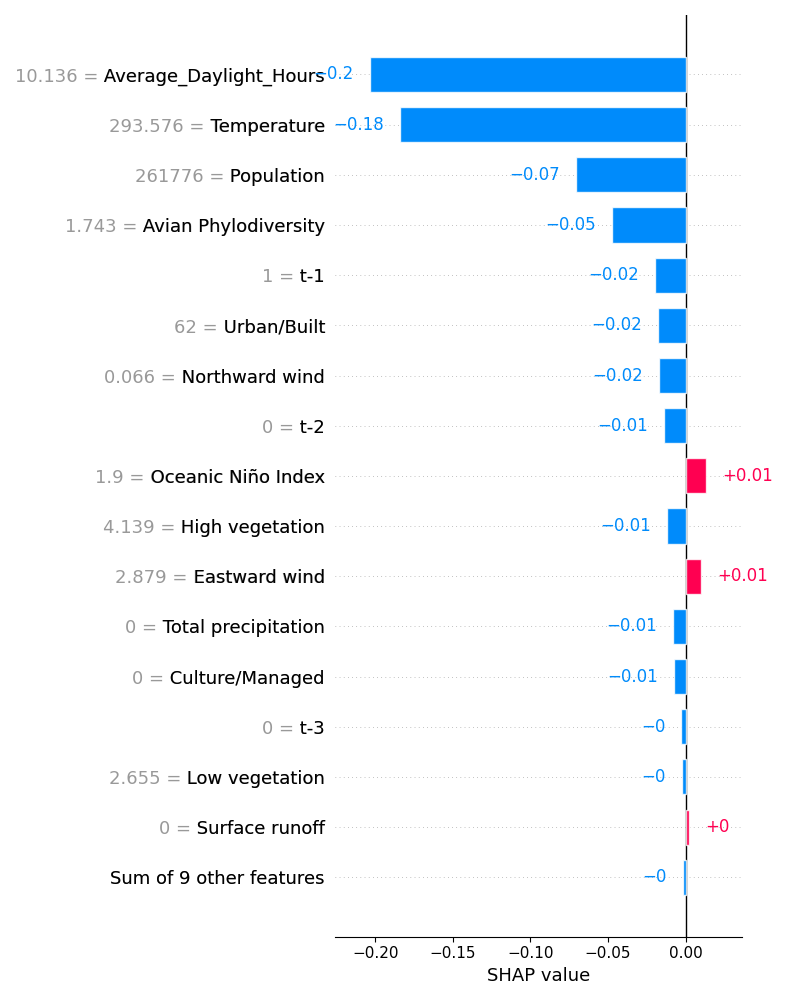 10.136 = Average_Daylight_Hours −0.2
293.576 = Temperature −0.18
261776 = Population −0.07
1.743 = Avian Phylodiversity −0.05
1 = t-1 −0.02
62 = Urban/Built −0.02
0.066 = Northward wind −0.02
0 = t-2 −0.01
1.9 = Oceanic Niño Index +0.01
4.139 = High vegetation −0.01
2.879 = Eastward wind +0.01
0 = Total precipitation −0.01
0 = Culture/Managed −0.01
0 = t-3 −0
2.655 = Low vegetation −0
0 = Surface runoff +0
Sum of 9 other features −0
−0.20 −0.15 −0.10 −0.05 0.00
SHAP value